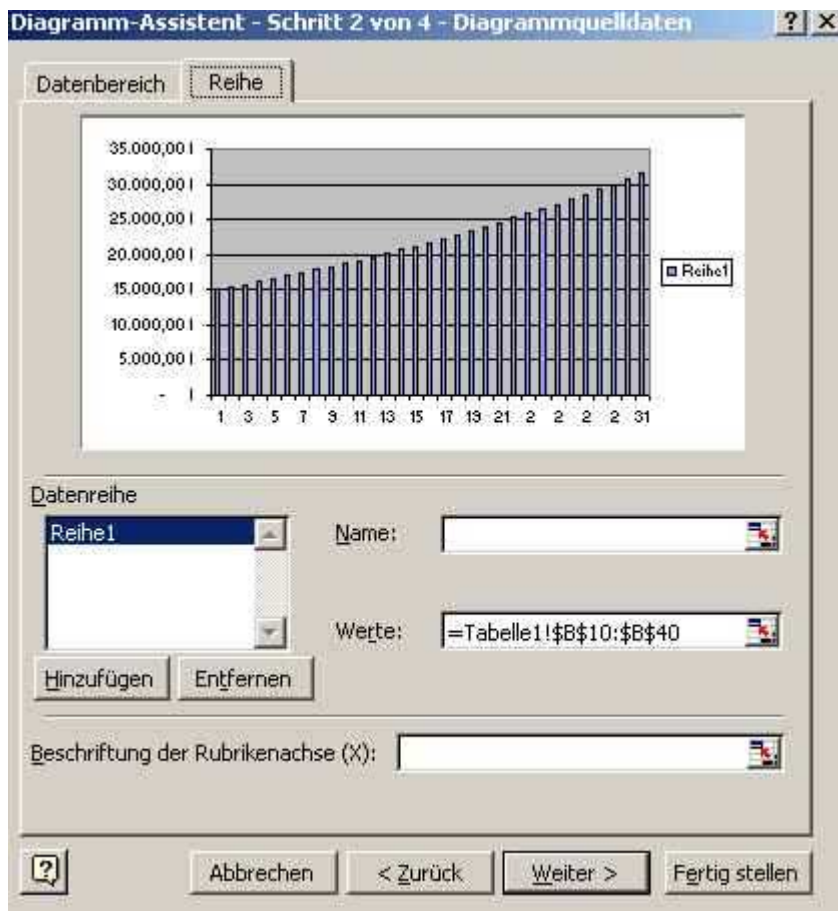 Diagramm-Assistent - Schritt 2 von 4 - Diagrammquelldaten
Datenbereich
Reihe
35.000,00 l
30.000,00 l
25.000,00 l
20.000,00 l
15.000,00 l
10.000,00 l
5.000,00 l
- l
1 3 5 7 9 11 13 15 17 19 21 2 2 2 2 31
Reihe1
Datenreihe
Reihe1
Name:
Werte: =Tabelle1!$B$10:$B$40
Hinzufügen Entfernen
Beschriftung der Rubrikenachse (X):
Abbrechen < Zurück Weiter > Fertig stellen